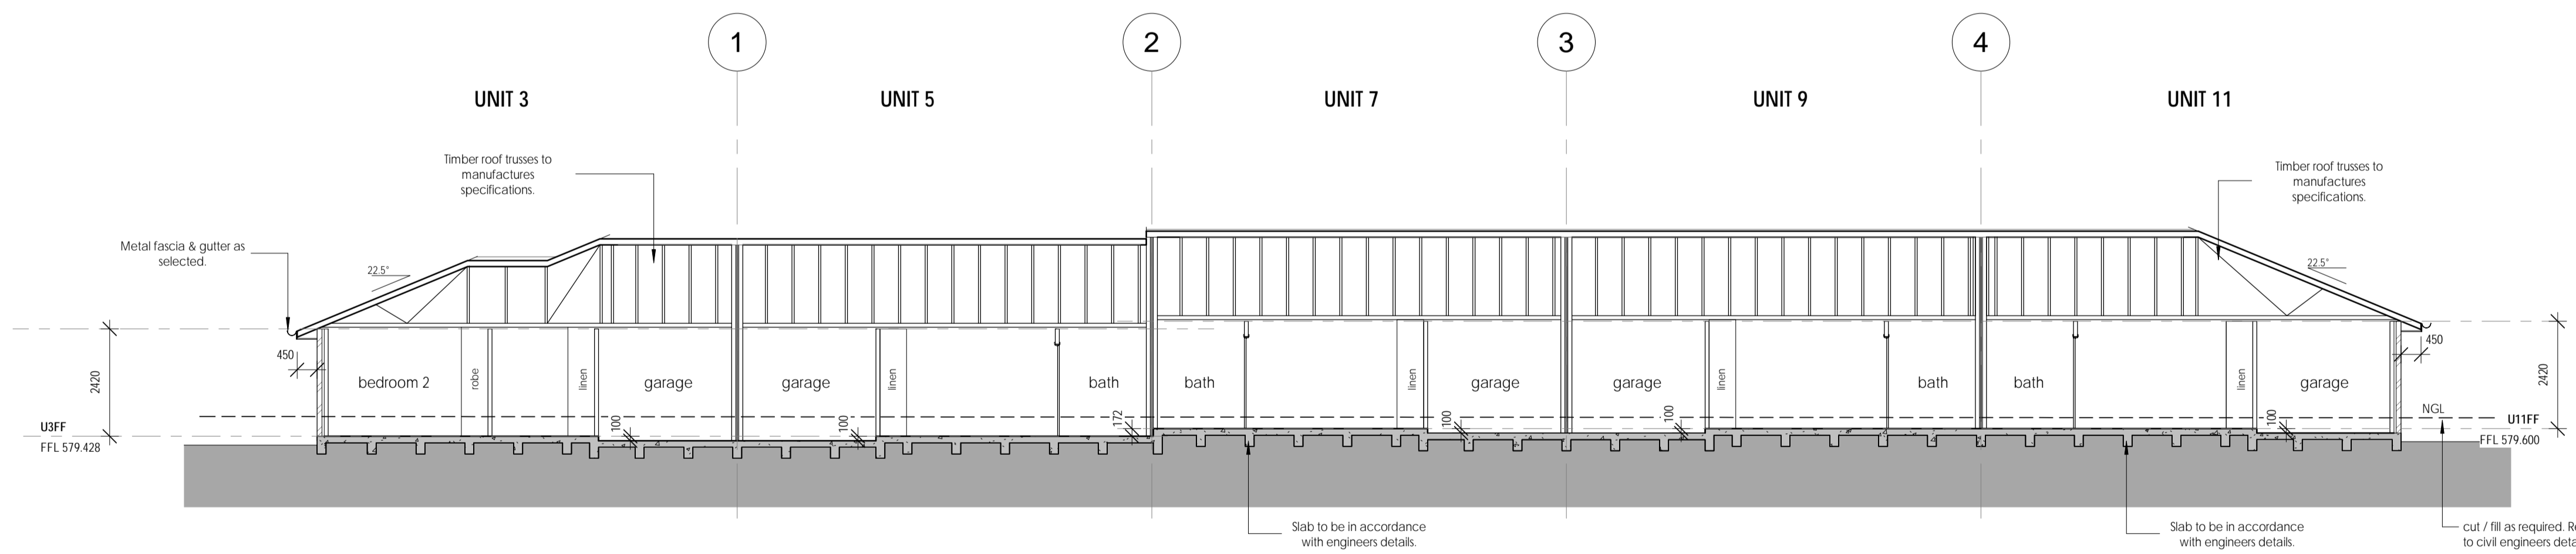 1
2
3
4
UNIT 3
UNIT 5
UNIT 7
UNIT 9
UNIT 11
Timber roof trusses to
manufactures
specifications.
Timber roof trusses to
manufactures
specifications.
Metal fascia & gutter as
selected.
22.5°
22.5°
450
450
2420
2420
bedroom 2
robe
linen
garage
garage
linen
bath
bath
linen
garage
garage
linen
bath
bath
linen
garage
100
100
172
100
100
100
NGL
U3FF
FFL 579.428
U11FF
FFL 579.600
Slab to be in accordance
with engineers details.
Slab to be in accordance
with engineers details.
cut / fill as required.
to civil engineers